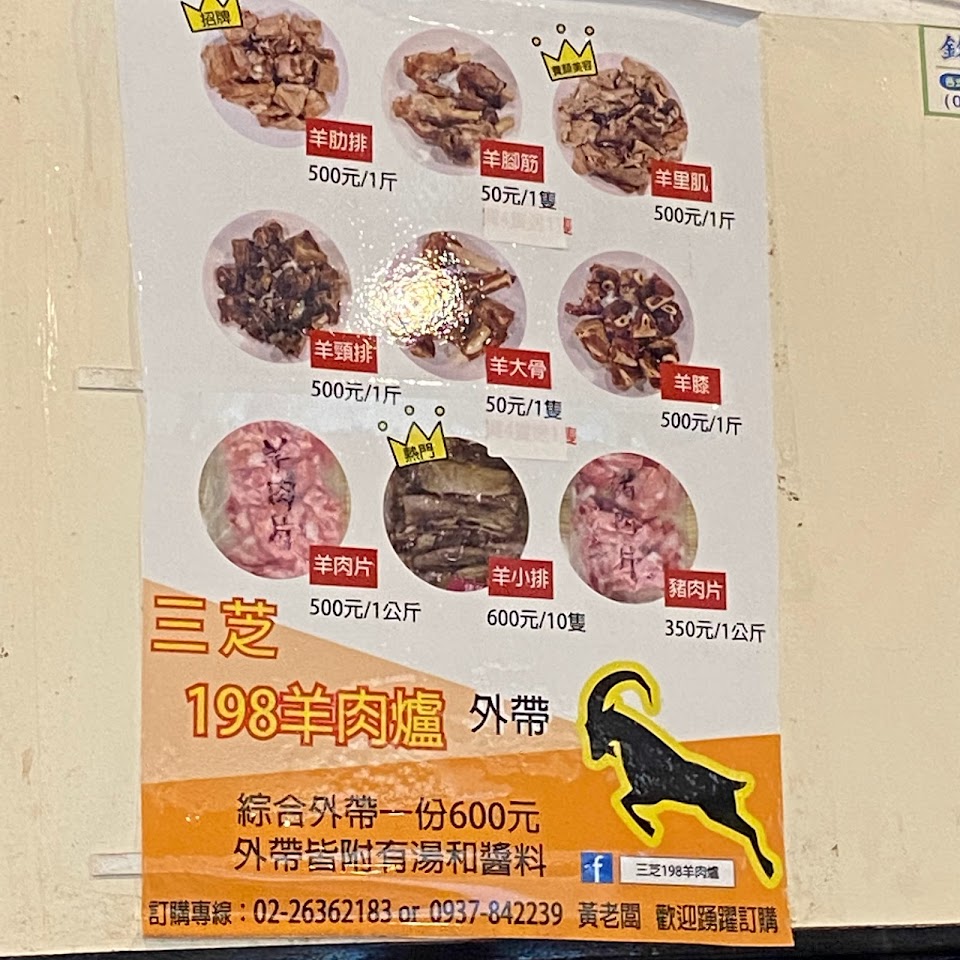 招牌
養顏美容
羊肋排
500元/1斤
羊腳筋
50元/1隻
羊里肌
500元/1斤
羊頸排
500元/1斤
羊大骨
50元/1隻
羊膝
500元/1斤
羊肉片
羊肉片
500元/1公斤
熱門
羊小排
600元/10隻
豬肉片
豬肉片
350元/1公斤
三芝
198羊肉爐 外帶
綜合外帶一份600元
外帶皆附有湯和醬料
f 三芝198羊肉爐
訂購專線：02-26362183 or 0937-842239 黃老闆 歡迎踴躍訂購